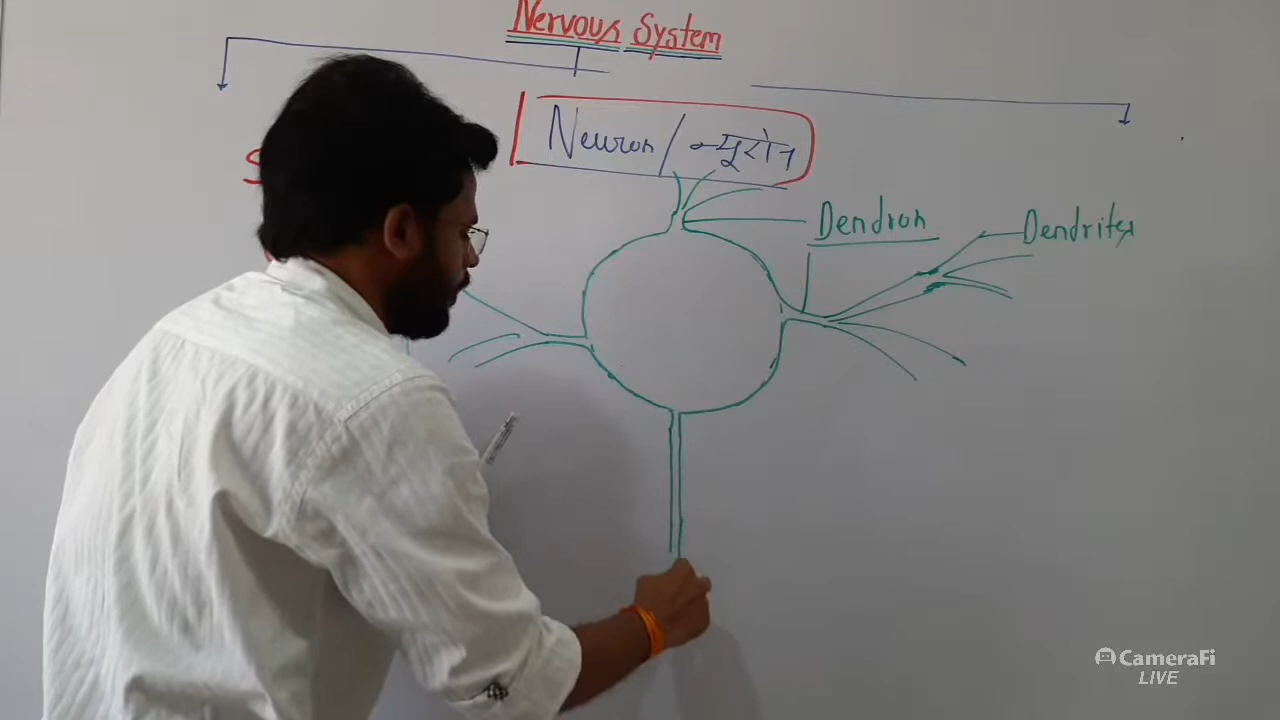 Nervous System
Neuron/न्यूरोन
Dendron
Dendrites
CameraFi
LIVE